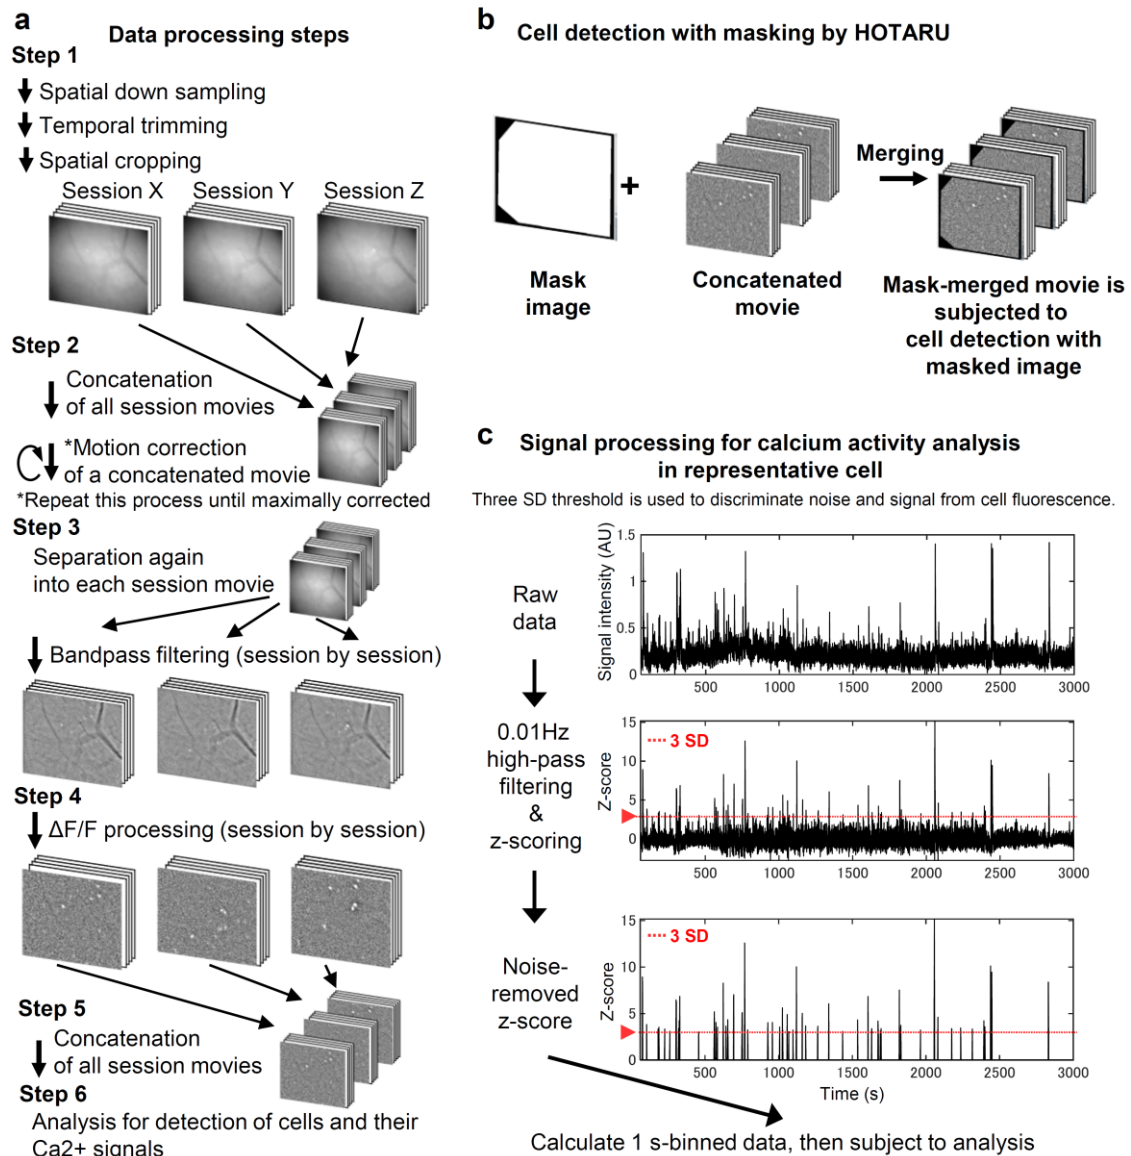 a
Data processing steps
Step 1
Spatial down sampling
Temporal trimming
Spatial cropping
Session X
Session Y
Session Z
Step 2
Concatenation
of all session movies
*Motion correction
of a concatenated movie
*Repeat this process until maximally corrected
Step 3
Separation again
into each session movie
Bandpass filtering (session by session)
Step 4
ΔF/F processing (session by session)
Step 5
Concatenation
of all session movies
Step 6
Analysis for detection of cells and their
Ca2+ signals
b
Cell detection with masking by HOTARU
+
Merging
Mask
image
Concatenated
movie
Mask-merged movie is
subjected to
cell detection with
masked image
c
Signal processing for calcium activity analysis
in representative cell
Three SD threshold is used to discriminate noise and signal from cell fluorescence.
Raw
data
Signal intensity (AU)
1.5
1
0.5
0
500 1000 1500 2000 2500 3000
0.01Hz
high-pass
filtering
&
z-scoring
Z-score
15
10
5
0
3 SD
500 1000 1500 2000 2500 3000
Noise-
removed
z-score
Z-score
15
10
5
0
3 SD
500 1000 1500 2000 2500 3000
Time (s)
Calculate 1 s-binned data, then subject to analysis